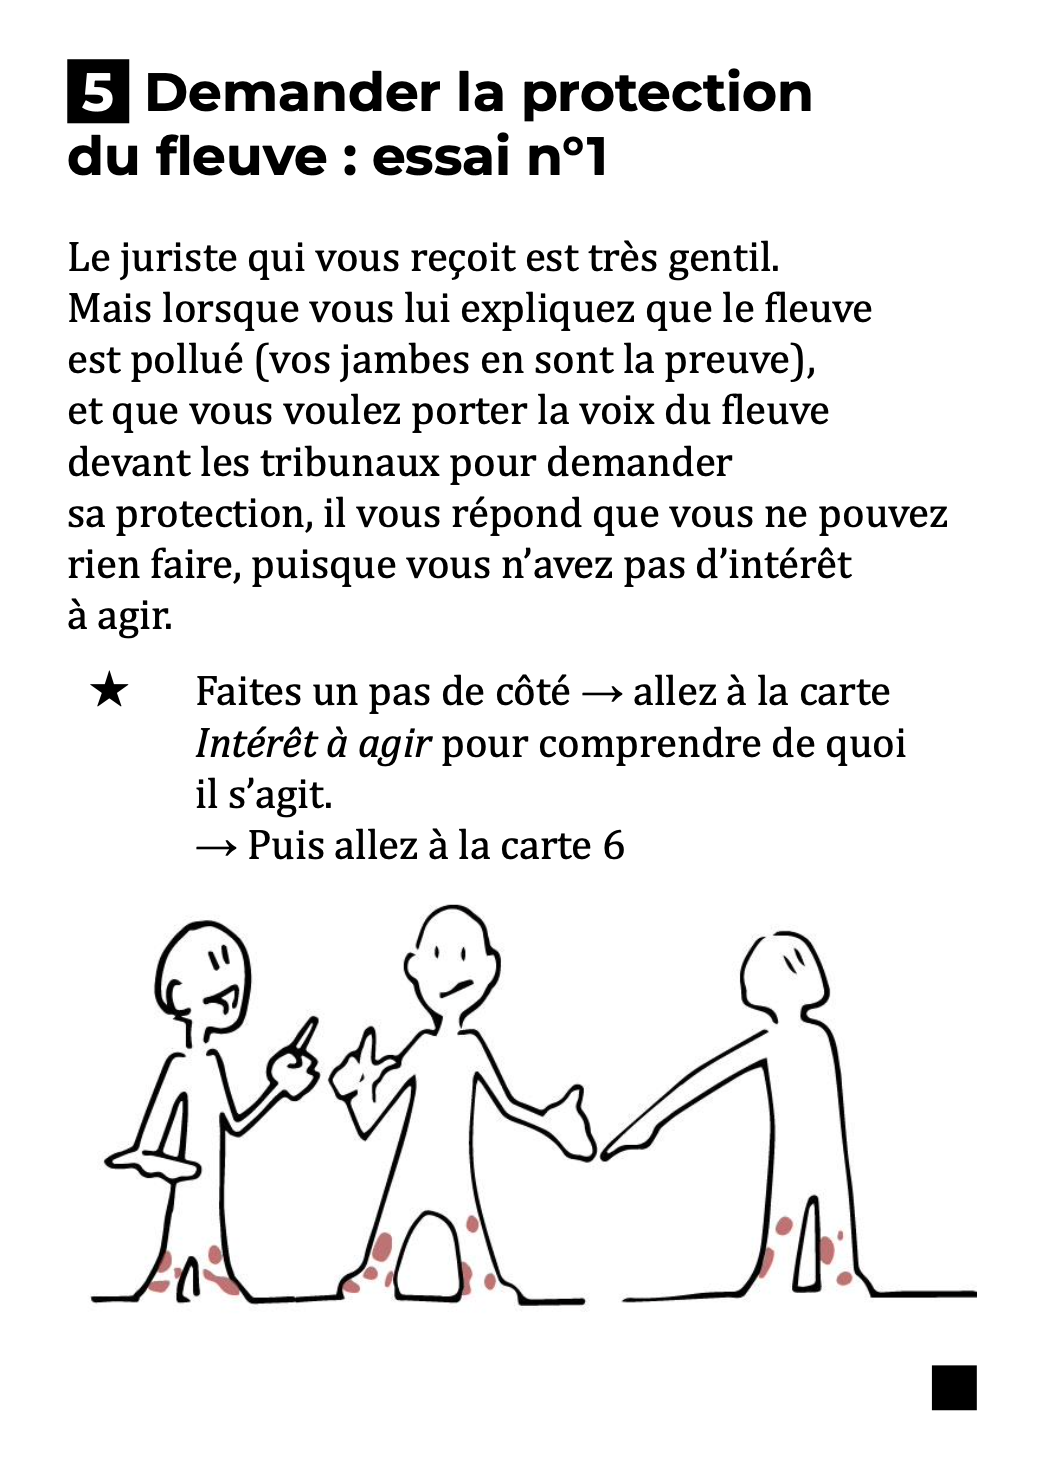 5 Demander la protection
du fleuve : essai n°1
Le juriste qui vous reçoit est très gentil.
Mais lorsque vous lui expliquez que le fleuve
est pollué (vos jambes en sont la preuve),
et que vous voulez porter la voix du fleuve
devant les tribunaux pour demander
sa protection, il vous répond que vous ne pouvez
rien faire, puisque vous n’avez pas d’intérêt
à agir.
★ Faites un pas de côté → allez à la carte
Intérêt à agir pour comprendre de quoi
il s’agit.
→ Puis allez à la carte 6